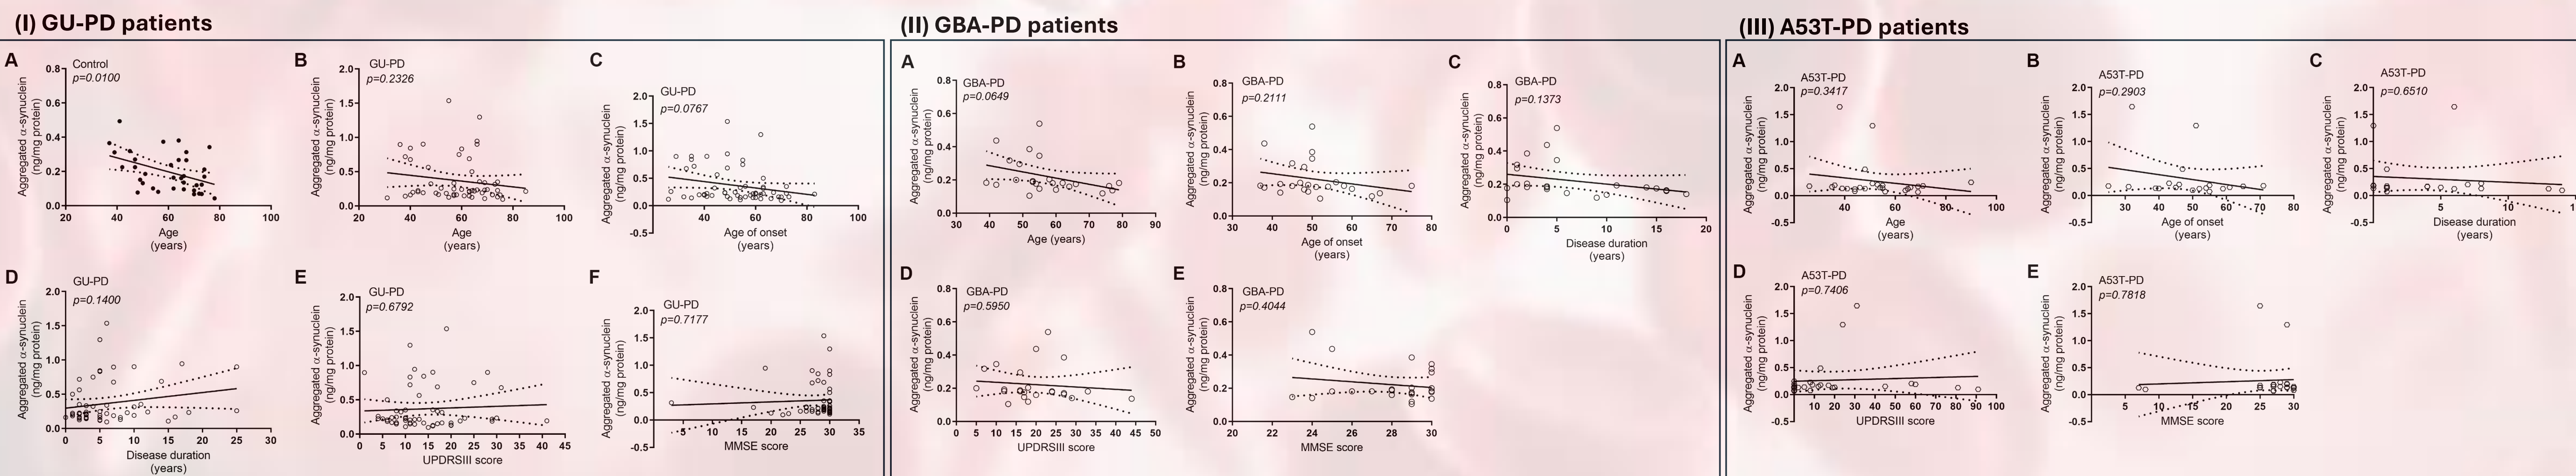 (I) GU-PD patients
A
Control
p=0.0100
Aggregated α-synuclein
(ng/mg protein)
0.8
0.6
0.4
0.2
0.0
20 40 60 80 100
Age
(years)
B
GU-PD
p=0.2326
Aggregated α-synuclein
(ng/mg protein)
2.0
1.5
1.0
0.5
0.0
20 40 60 80 100
Age
(years)
C
GU-PD
p=0.0767
Aggregated α-synuclein
(ng/mg protein)
2.0
1.5
1.0
0.5
0.0
-0.5
40 60 80 100
Age of onset
(years)
D
GU-PD
p=0.1400
Aggregated α-synuclein
(ng/mg protein)
2.0
1.5
1.0
0.5
0.0
0 5 10 15 20 25 30
Disease duration
(years)
E
GU-PD
p=0.6792
Aggregated α-synuclein
(ng/mg protein)
2.0
1.5
1.0
0.5
0.0
0 5 10 15 20 25 30 35 40 45
UPDRSIII score
F
GU-PD
p=0.7177
Aggregated α-synuclein
(ng/mg protein)
2.0
1.5
1.0
0.5
0.0
-0.5
5 10 15 20 25 30 35
MMSE score
(II) GBA-PD patients
A
GBA-PD
p=0.0649
Aggregated α-synuclein
(ng/mg protein)
0.8
0.6
0.4
0.2
0.0
30 40 50 60 70 80 90
Age (years)
B
GBA-PD
p=0.2111
Aggregated α-synuclein
(ng/mg protein)
0.8
0.6
0.4
0.2
0.0
30 40 50 60 70 80
Age of onset
(years)
C
GBA-PD
p=0.1373
Aggregated α-synuclein
(ng/mg protein)
0.8
0.6
0.4
0.2
0.0
0 5 10 15 20
Disease duration
(years)
D
GBA-PD
p=0.5950
Aggregated α-synuclein
(ng/mg protein)
0.8
0.6
0.4
0.2
0.0
0 5 10 15 20 25 30 35 40 45 50
UPDRSIII score
E
GBA-PD
p=0.4044
Aggregated α-synuclein
(ng/mg protein)
0.8
0.6
0.4
0.2
0.0
20 22 24 26 28 30
MMSE score
(III) A53T-PD patients
A
A53T-PD
p=0.3417
Aggregated α-synuclein
(ng/mg protein)
2.0
1.5
1.0
0.5
0.0
-0.5
40 60 80 100
Age
(years)
B
A53T-PD
p=0.2903
Aggregated α-synuclein
(ng/mg protein)
2.0
1.5
1.0
0.5
0.0
-0.5
30 40 50 60 70 80
Age of onset
(years)
C
A53T-PD
p=0.6510
Aggregated α-synuclein
(ng/mg protein)
2.0
1.5
1.0
0.5
0.0
-0.5
5 10
Disease duration
(years)
D
A53T-PD
p=0.7406
Aggregated α-synuclein
(ng/mg protein)
2.0
1.5
1.0
0.5
0.0
-0.5
10 20 30 40 50 60 70 80 90 100
UPDRSIII score
E
A53T-PD
p=0.7818
Aggregated α-synuclein
(ng/mg protein)
2.0
1.5
1.0
0.5
0.0
-0.5
5 10 15 20 25 30
MMSE score